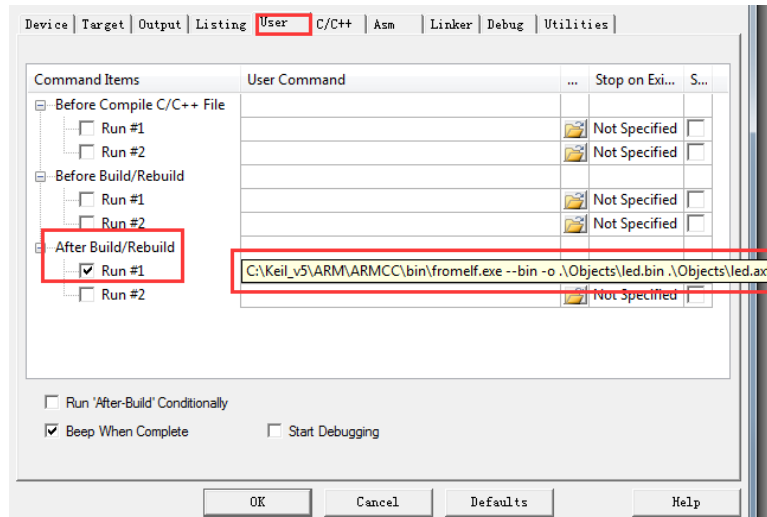 Device Target Output Listing User C/C++ Asm Linker Debug Utilities
Command Items User Command ... Stop on Exi... S...
Before Compile C/C++ File
Run #1 Not Specified
Run #2 Not Specified
Before Build/Rebuild
Run #1 Not Specified
Run #2 Not Specified
After Build/Rebuild
Run #1 C:\Keil_v5\ARM\ARMCC\bin\fromelf.exe --bin -o .\Objects\led.bin .\Objects\led.ax
Run #2 Not Specified
Run 'After-Build' Conditionally
Beep When Complete Start Debugging
OK Cancel Defaults Help